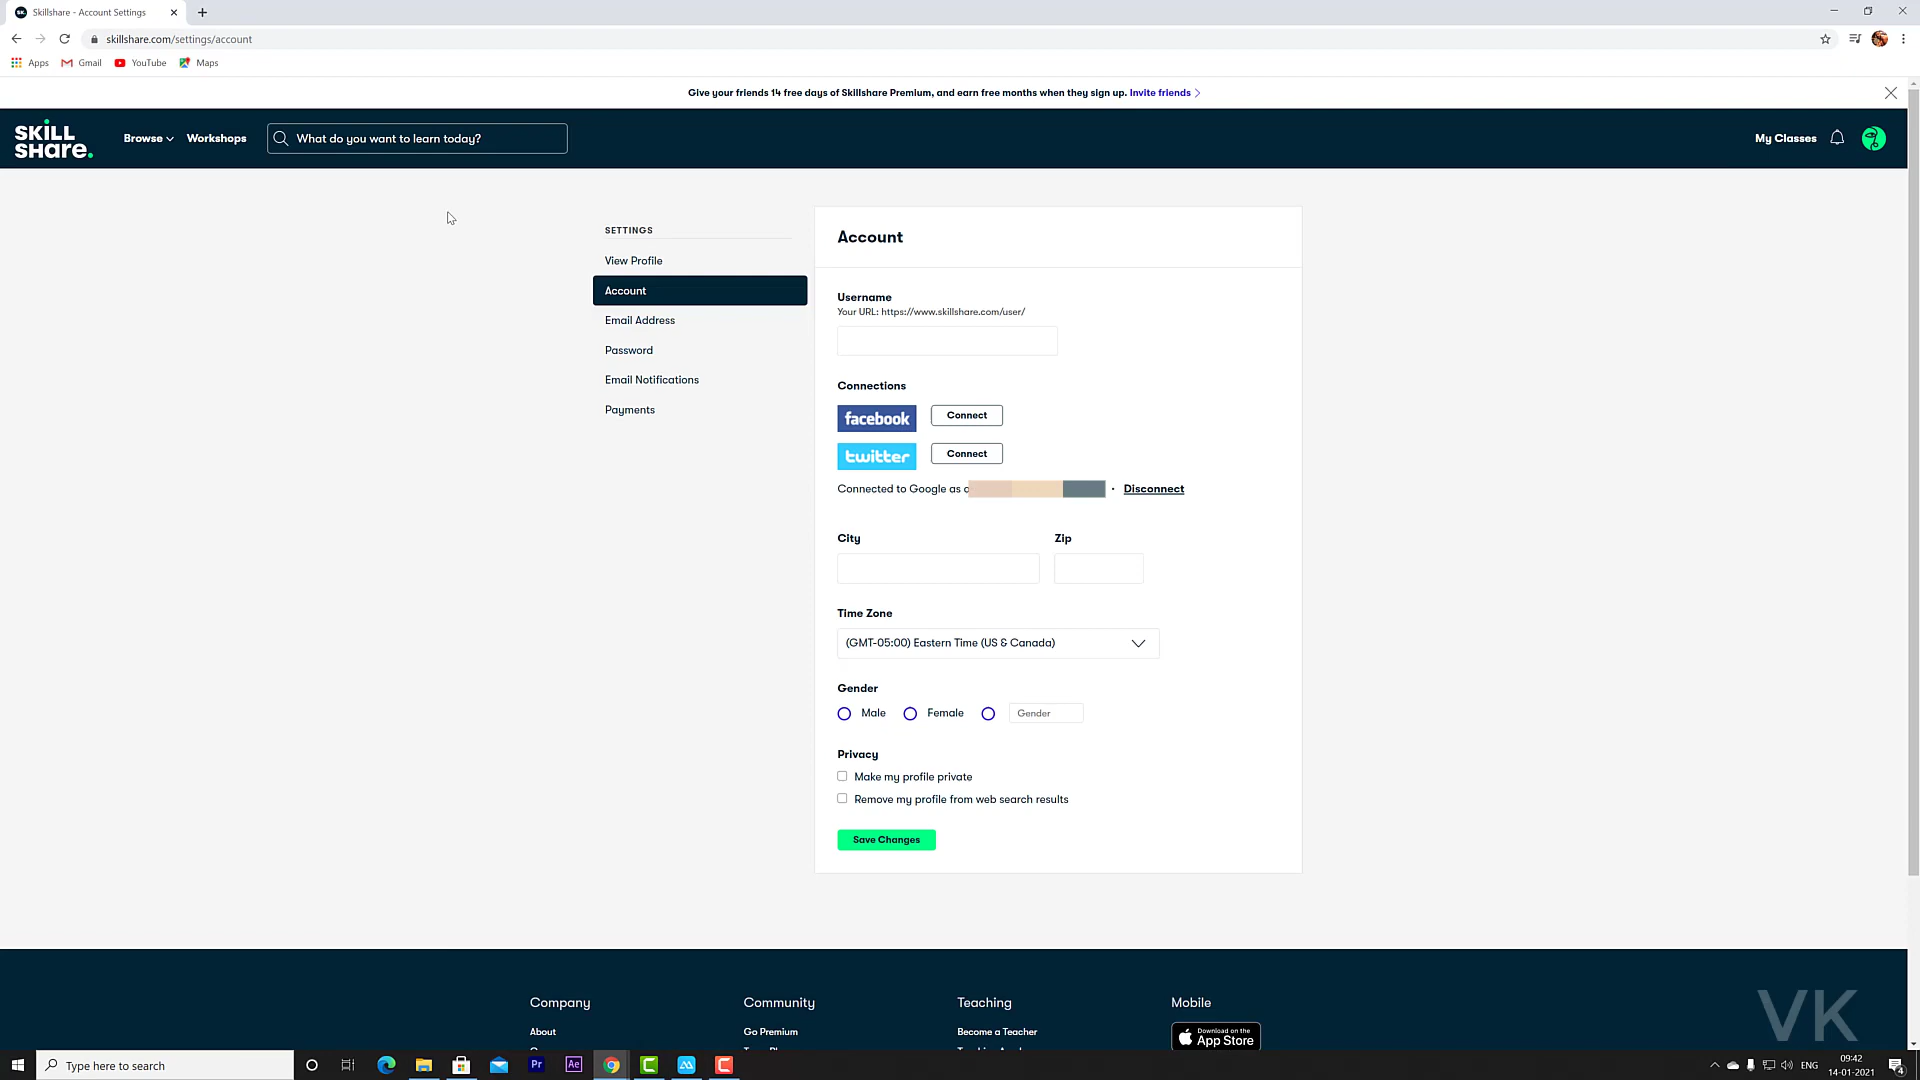 Skillshare - Account Settings
skillshare.com/settings/account
Apps Gmail YouTube Maps
Give your friends 14 free days of Skillshare Premium, and earn free months when they sign up. Invite friends
SKILL
SHARE.
Browse
Workshops
What do you want to learn today?
My Classes
SETTINGS
View Profile
Account
Email Address
Password
Email Notifications
Payments
Account
Username
Your URL: https://www.skillshare.com/user/
Connections
facebook Connect
twitter Connect
Connected to Google as · Disconnect
City Zip
Time Zone
(GMT-05:00) Eastern Time (US & Canada)
Gender
Male Female Gender
Privacy
Make my profile private
Remove my profile from web search results
Save Changes
Company Community Teaching Mobile
About Go Premium Become a Teacher
Download on the
App Store
VK
Type here to search
Pr
Ae
ENG
09:42
14-01-2021
4